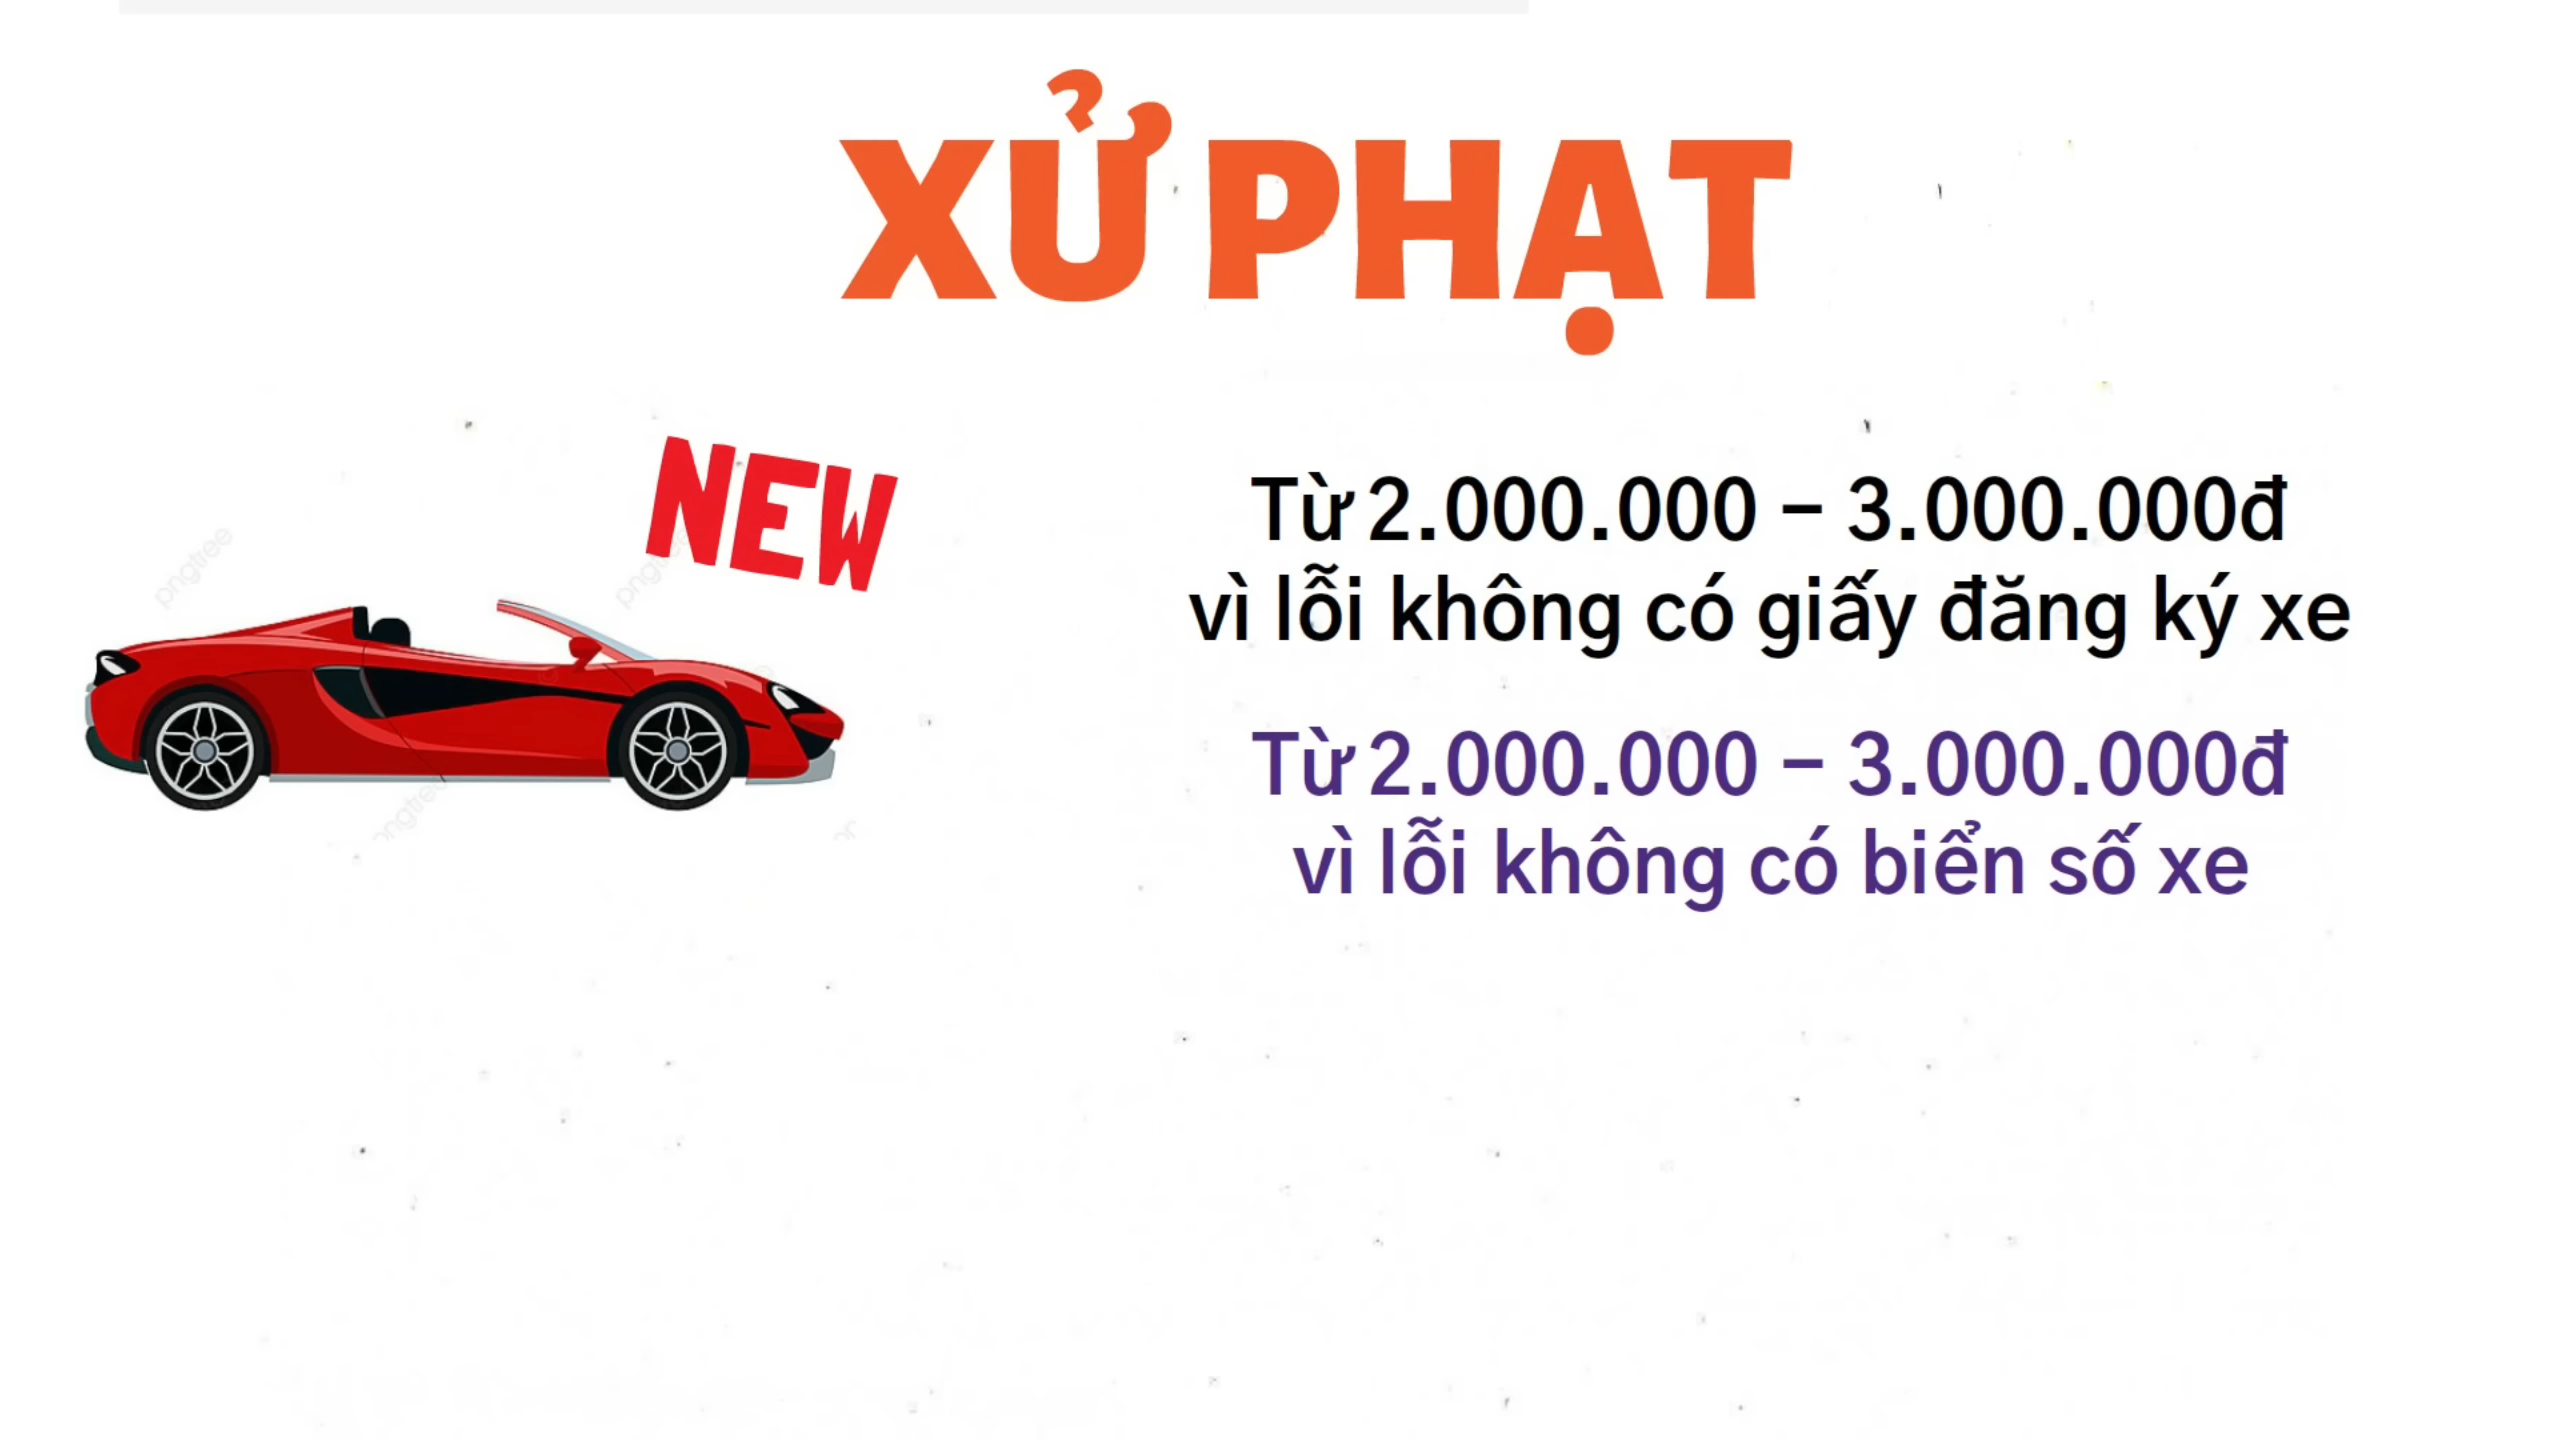 XỬ PHẠT
NEW
Từ 2.000.000 – 3.000.000đ
vì lỗi không có giấy đăng ký xe
Từ 2.000.000 – 3.000.000đ
vì lỗi không có biển số xe
pngtree